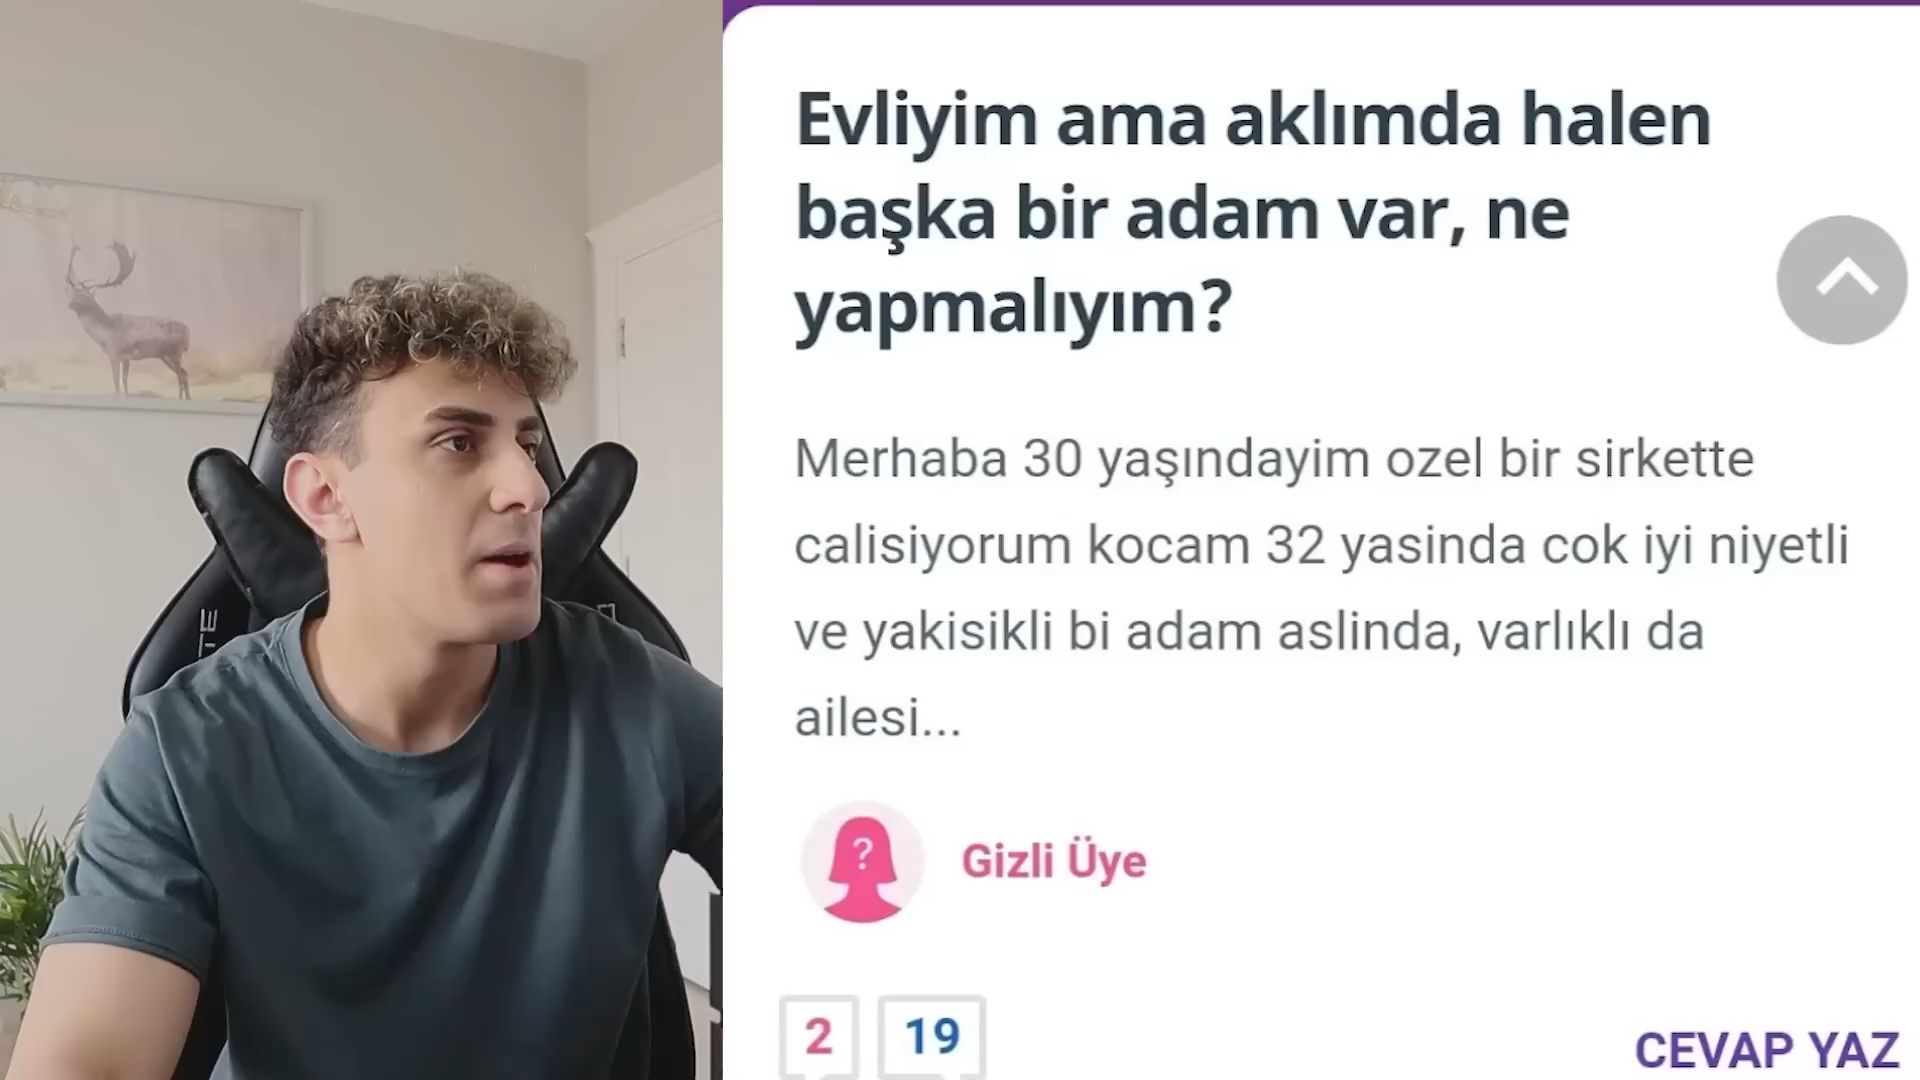 Evliyim ama aklımda halen
başka bir adam var, ne
yapmalıyım?
Merhaba 30 yaşındayim ozel bir sirkette
calisiyorum kocam 32 yasinda cok iyi niyetli
ve yakisikli bi adam aslinda, varlıklı da
ailesi...
?
Gizli Üye
2
19
CEVAP YAZ